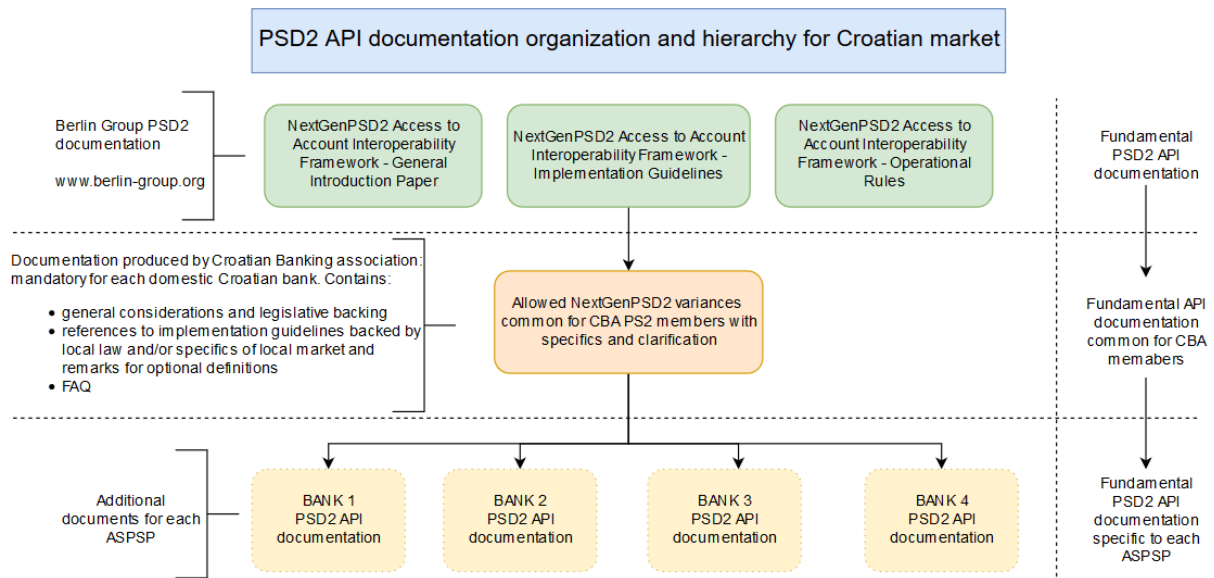 PSD2 API documentation organization and hierarchy for Croatian market
Berlin Group PSD2
documentation
www.berlin-group.org
NextGenPSD2 Access to
Account Interoperability
Framework - General
Introduction Paper
NextGenPSD2 Access to Account
Interoperability Framework -
Implementation Guidelines
NextGenPSD2 Access to
Account Interoperability
Framework - Operational
Rules
Fundamental
PSD2 API
documentation
Documentation produced by Croatian Banking association:
mandatory for each domestic Croatian bank. Contains:
• general considerations and legislative backing
• references to implementation guidelines backed by
local law and/or specifics of local market and
remarks for optional definitions
• FAQ
Allowed NextGenPSD2 variances
common for CBA PS2 members with
specifics and clarification
Fundamental API
documentation
common for CBA
memabers
Additional
documents for each
ASPSP
BANK 1
PSD2 API
documentation
BANK 2
PSD2 API
documentation
BANK 3
PSD2 API
documentation
BANK 4
PSD2 API
documentation
Fundamental
PSD2 API
documentation
specific to each
ASPSP